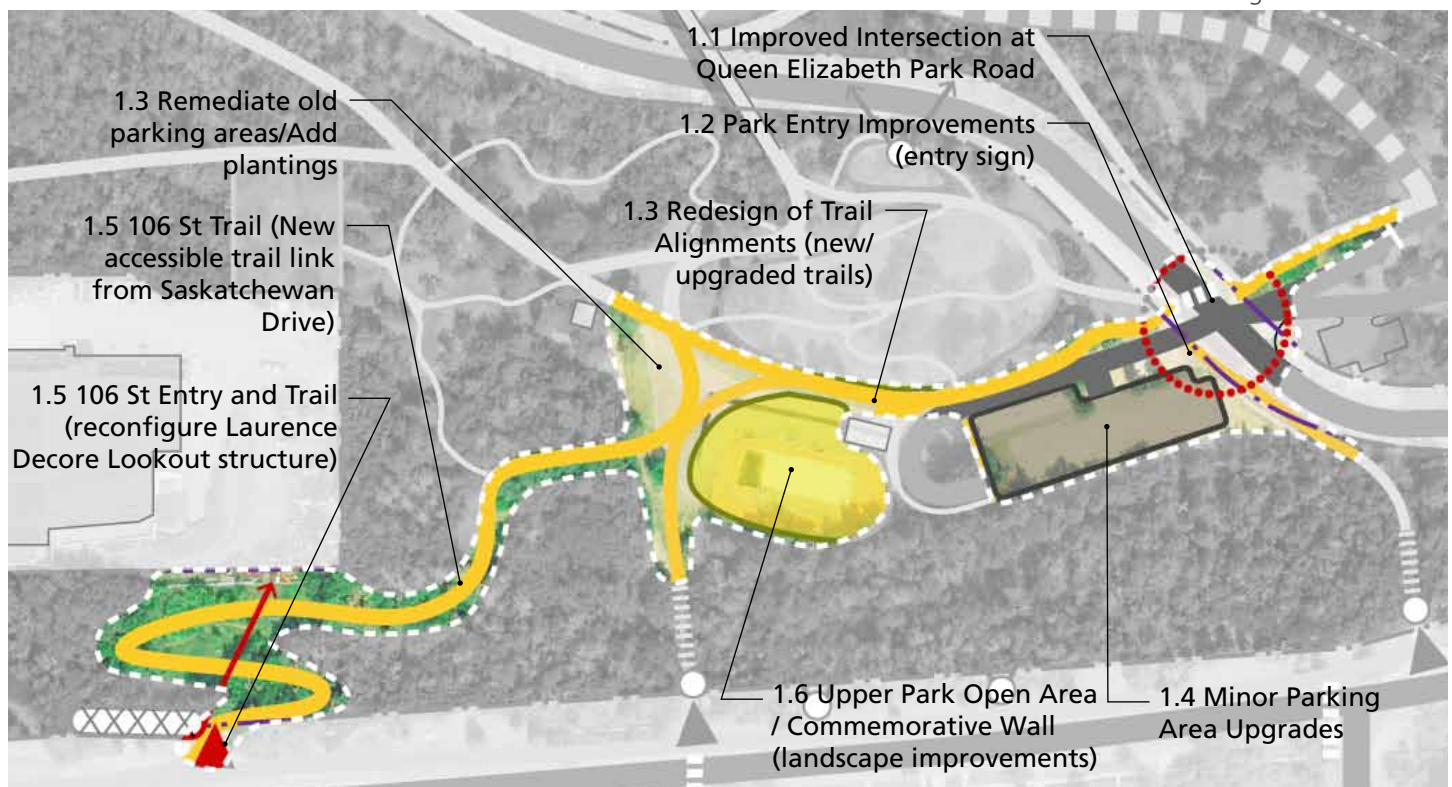 1.1 Improved Intersection at
Queen Elizabeth Park Road
1.3 Remediate old
parking areas/Add
plantings
1.2 Park Entry Improvements
(entry sign)
1.5 106 St Trail (New
accessible trail link
from Saskatchewan
Drive)
1.3 Redesign of Trail
Alignments (new/
upgraded trails)
1.5 106 St Entry and Trail
(reconfigure Laurence
Decore Lookout structure)
1.6 Upper Park Open Area
/ Commemorative Wall
(landscape improvements)
1.4 Minor Parking
Area Upgrades